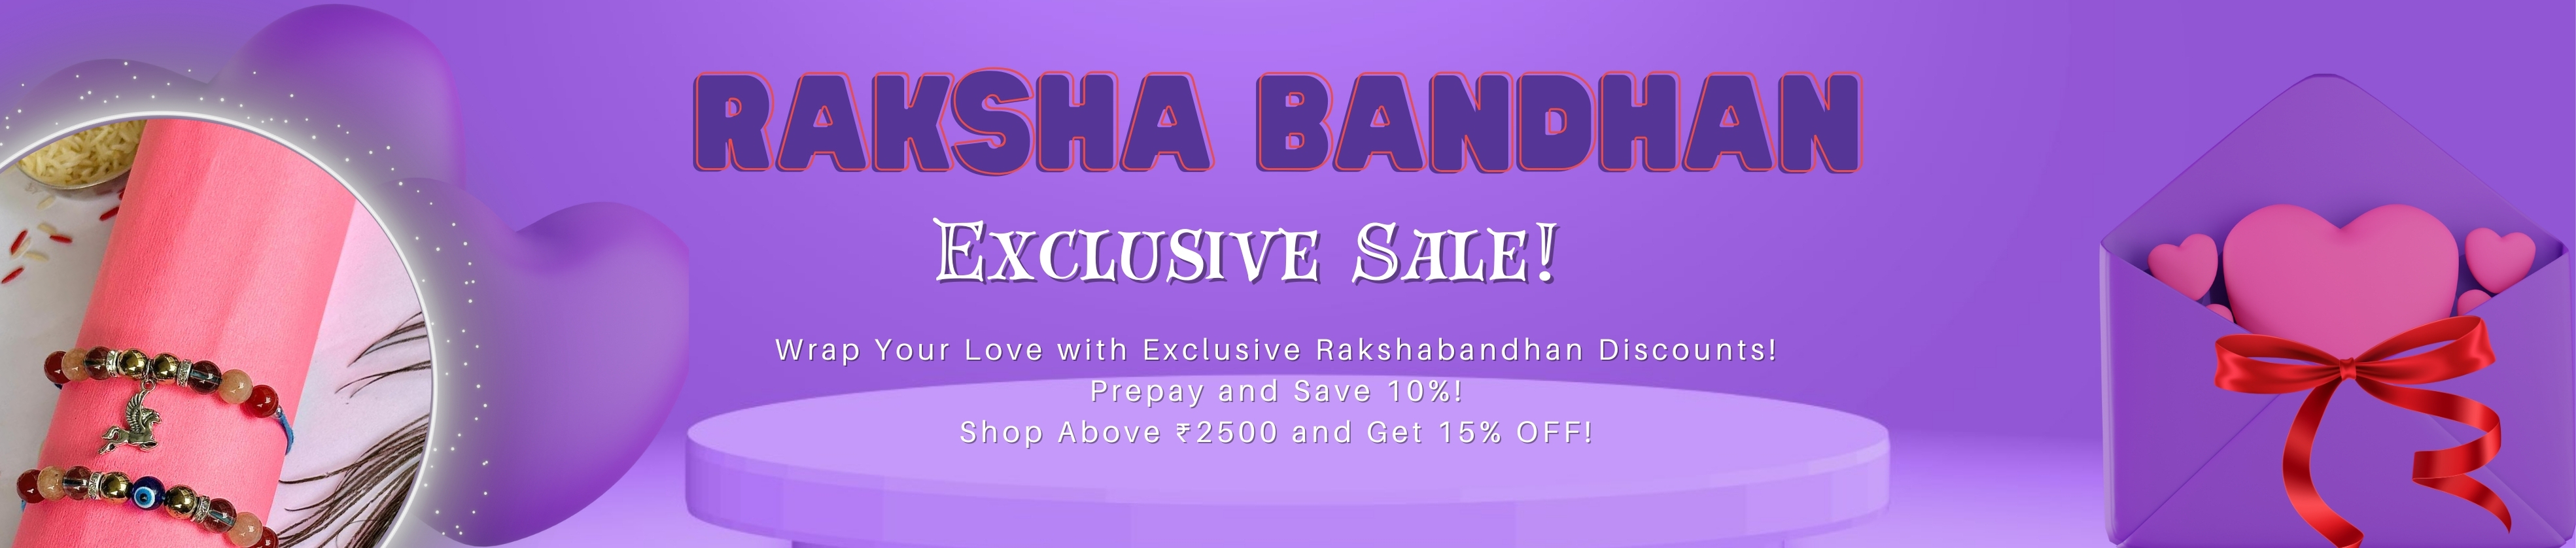 RAKSHA BANDHAN
EXCLUSIVE SALE!
Wrap Your Love with Exclusive Rakshabandhan Discounts!
Prepay and Save 10%!
Shop Above ₹2500 and Get 15% OFF!